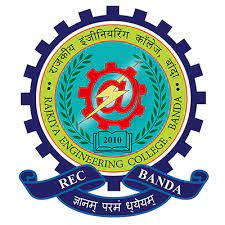 राजकीय इंजीनियरिंग कॉलेज, बांदा
RAJKIYA ENGINEERING COLLEGE BANDA
2010
REC BANDA
ज्ञानम् परमं ध्येयम्